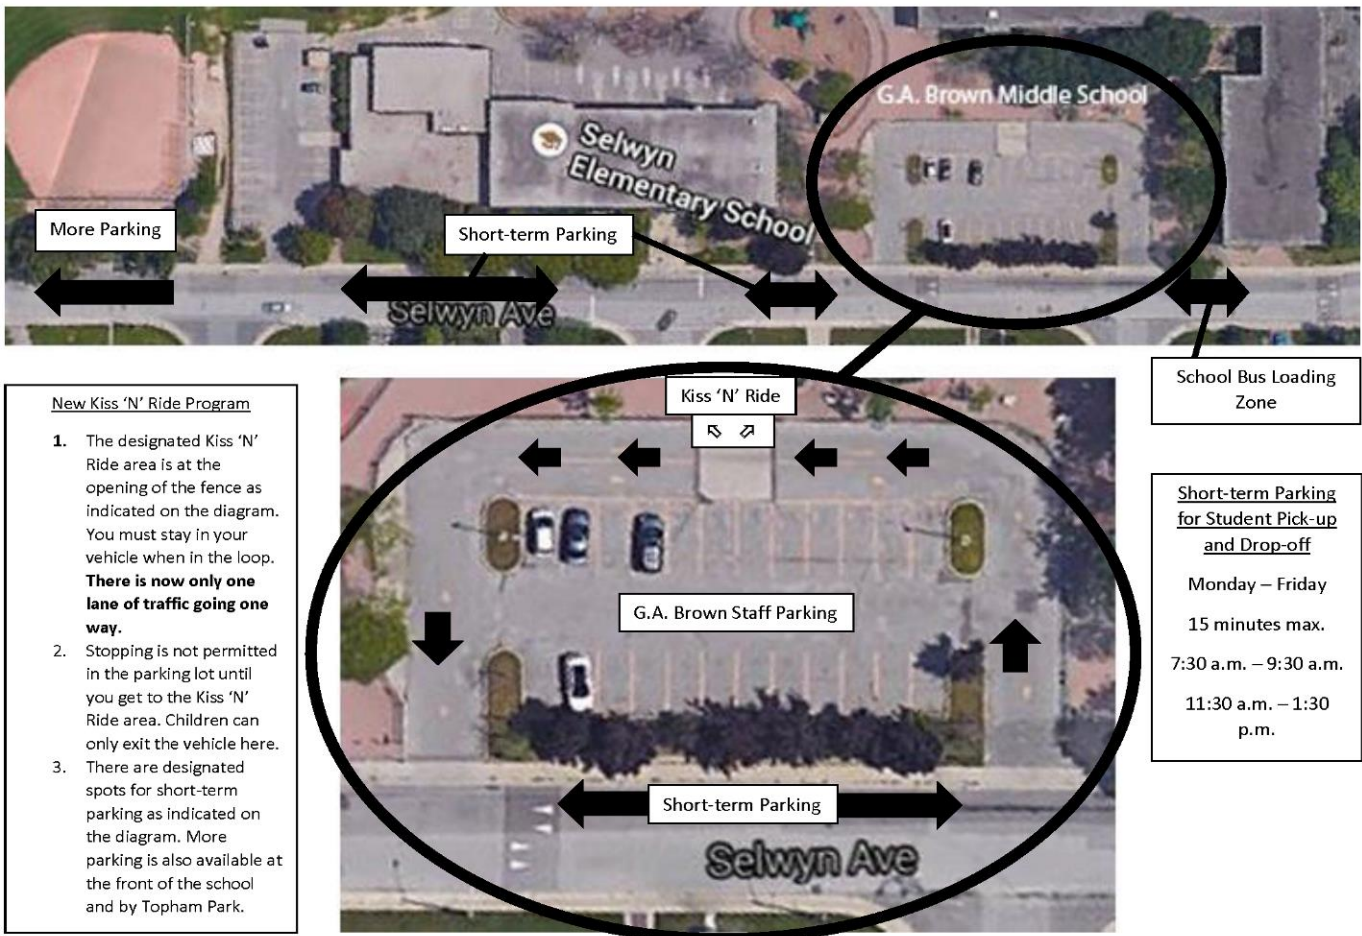 G.A. Brown Middle School
Selwyn
Elementary School
More Parking
Short-term Parking
Selwyn Ave
School Bus Loading
Zone
New Kiss ‘N’ Ride Program
1. The designated Kiss ‘N’
Ride area is at the
opening of the fence as
indicated on the diagram.
You must stay in your
vehicle when in the loop.
There is now only one
lane of traffic going one
way.
2. Stopping is not permitted
in the parking lot until
you get to the Kiss ‘N’
Ride area. Children can
only exit the vehicle here.
3. There are designated
spots for short-term
parking as indicated on
the diagram. More
parking is also available at
the front of the school
and by Topham Park.
Kiss ‘N’ Ride
G.A. Brown Staff Parking
Short-term Parking
Selwyn Ave
Short-term Parking
for Student Pick-up
and Drop-off
Monday – Friday
15 minutes max.
7:30 a.m. – 9:30 a.m.
11:30 a.m. – 1:30
p.m.